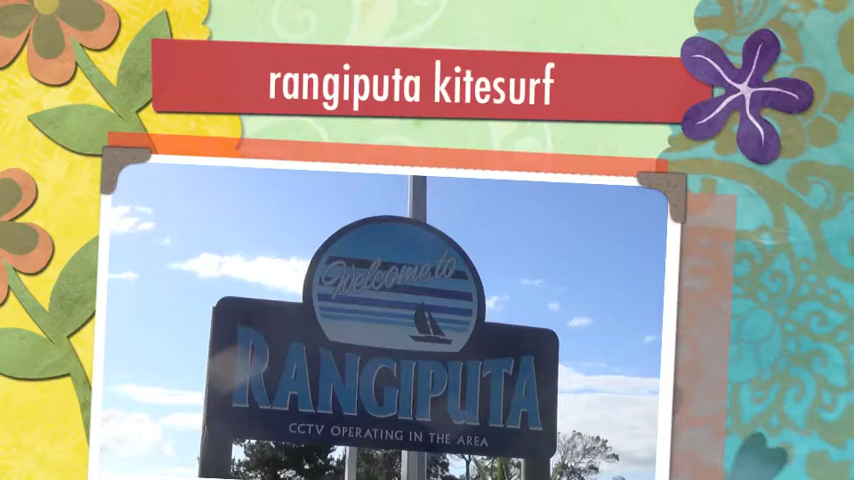 rangiputa kitesurf
Welcome to
RANGIPUTA
CCTV OPERATING IN THE AREA